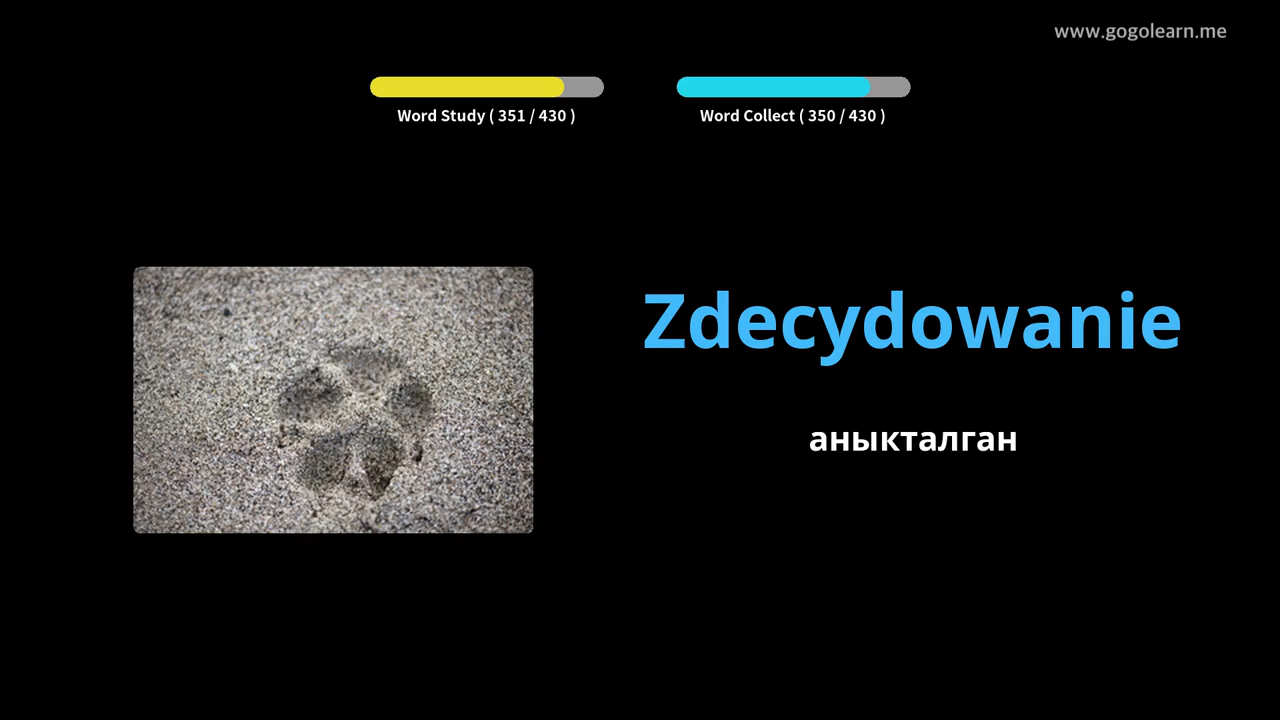 www.gogolearn.me
Word Study ( 351 / 430 )
Word Collect ( 350 / 430 )
Zdecydowanie
аныкталган